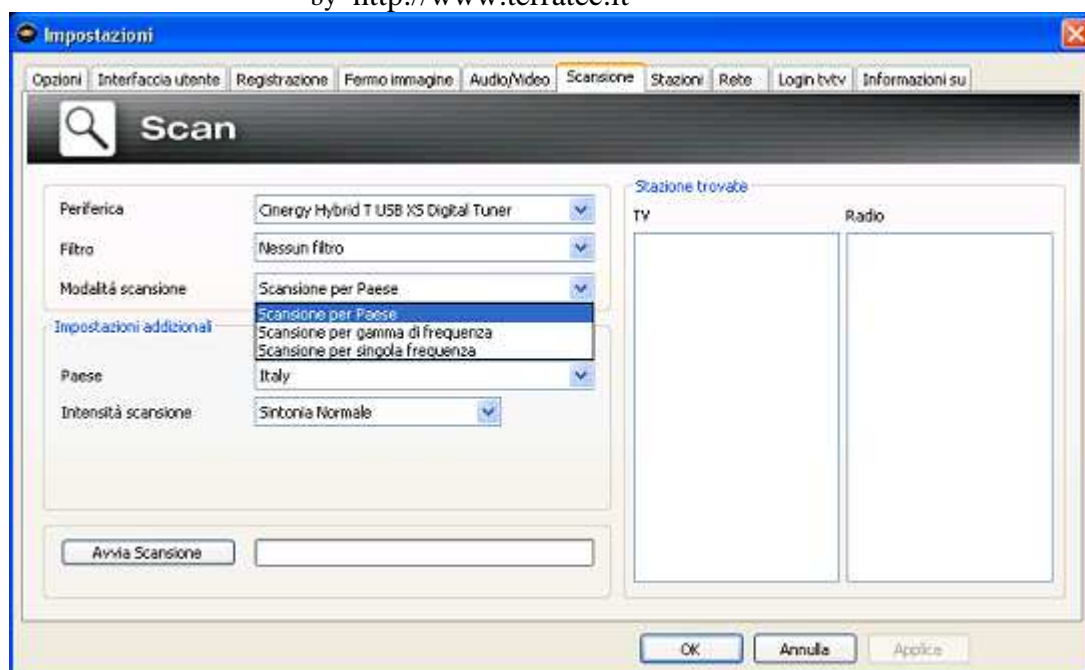 by http://www.terratec.it
Impostazioni
Opzioni Interfaccia utente Registrazione Fermo immagine Audio/Video Scansione Stazioni Rete Login tvtv Informazioni su
Scan
Periferica Cinergy Hybrid T USB XS Digital Tuner
Filtro Nessun filtro
Modalitá scansione Scansione per Paese
Scansione per Paese
Scansione per gamma di frequenza
Scansione per singola frequenza
Impostazioni addizionali
Paese Italy
Intensità scansione Sintonia Normale
Avvia Scansione
Stazione trovate
TV Radio
OK Annulla Applica